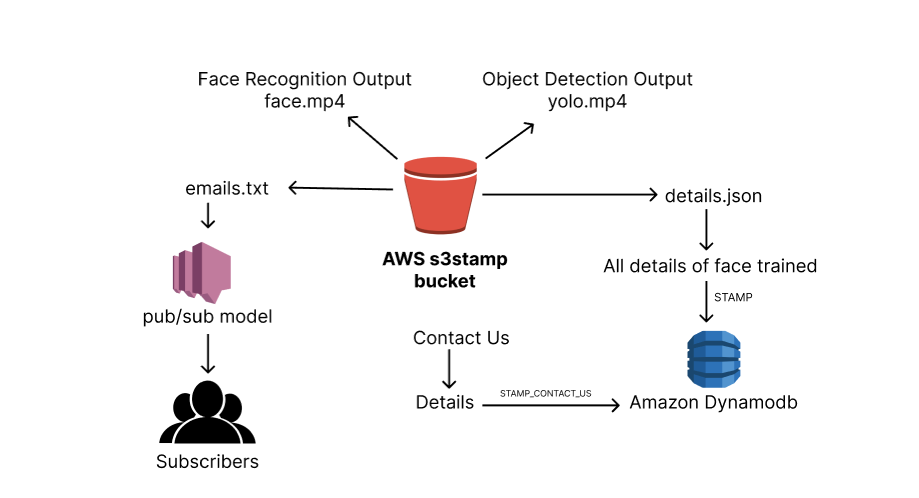 Face Recognition Output
face.mp4
Object Detection Output
yolo.mp4
emails.txt
details.json
AWS s3stamp
bucket
All details of face trained
STAMP
pub/sub model
Contact Us
Details
STAMP_CONTACT_US
Amazon Dynamodb
Subscribers